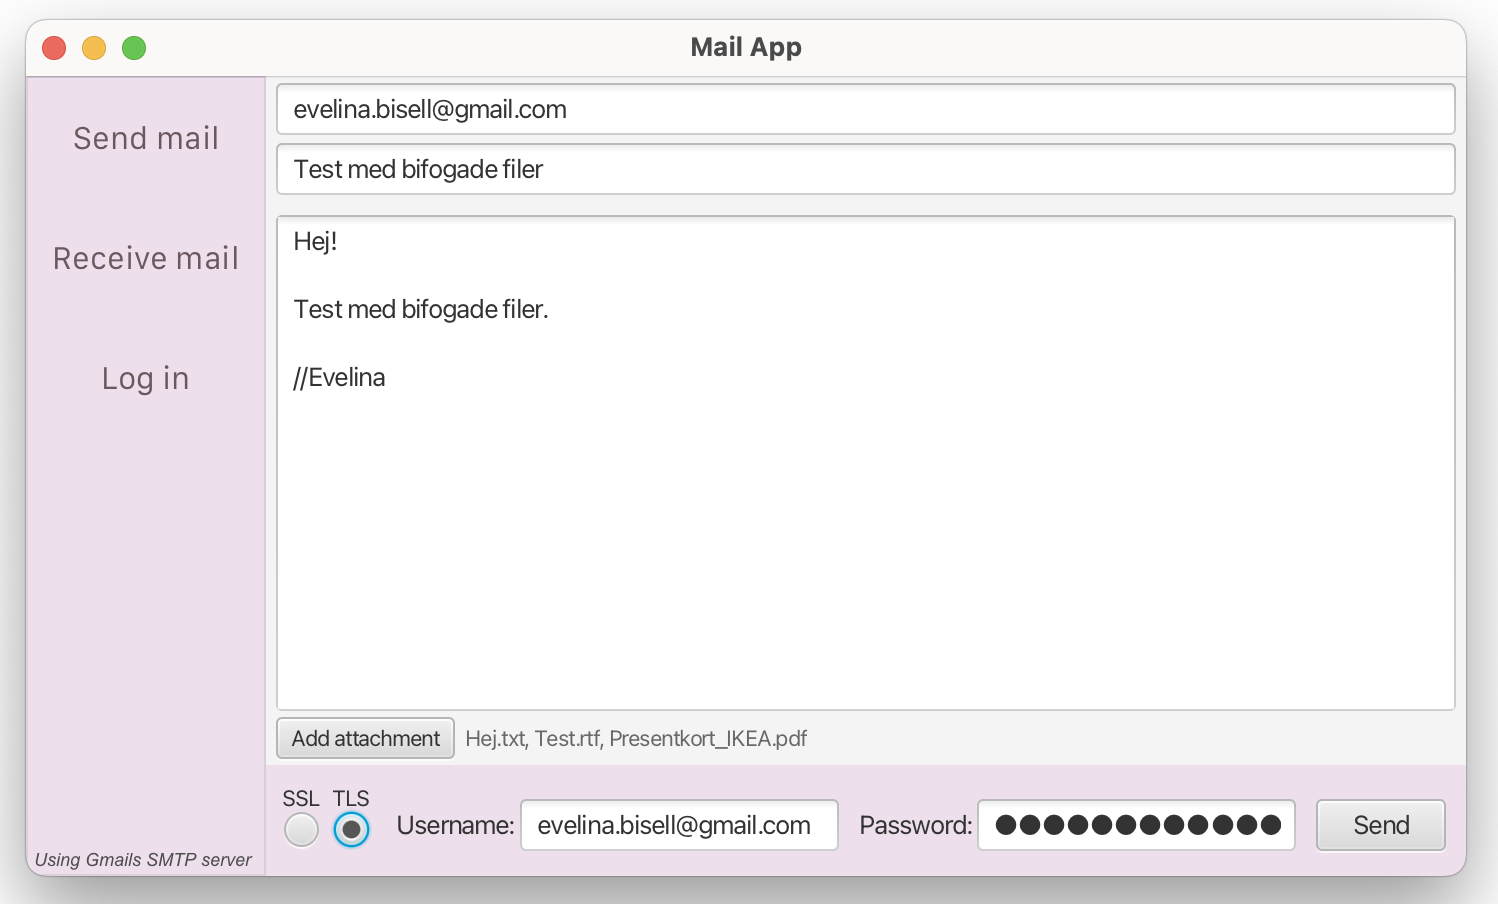 Mail App
Send mail
Receive mail
Log in
Using Gmails SMTP server
evelina.bisell@gmail.com
Test med bifogade filer
Hej!
Test med bifogade filer.
//Evelina
Add attachment Hej.txt, Test.rtf, Presentkort_IKEA.pdf
SSL TLS
Username: evelina.bisell@gmail.com Password: ●●●●●●●●●●●● Send